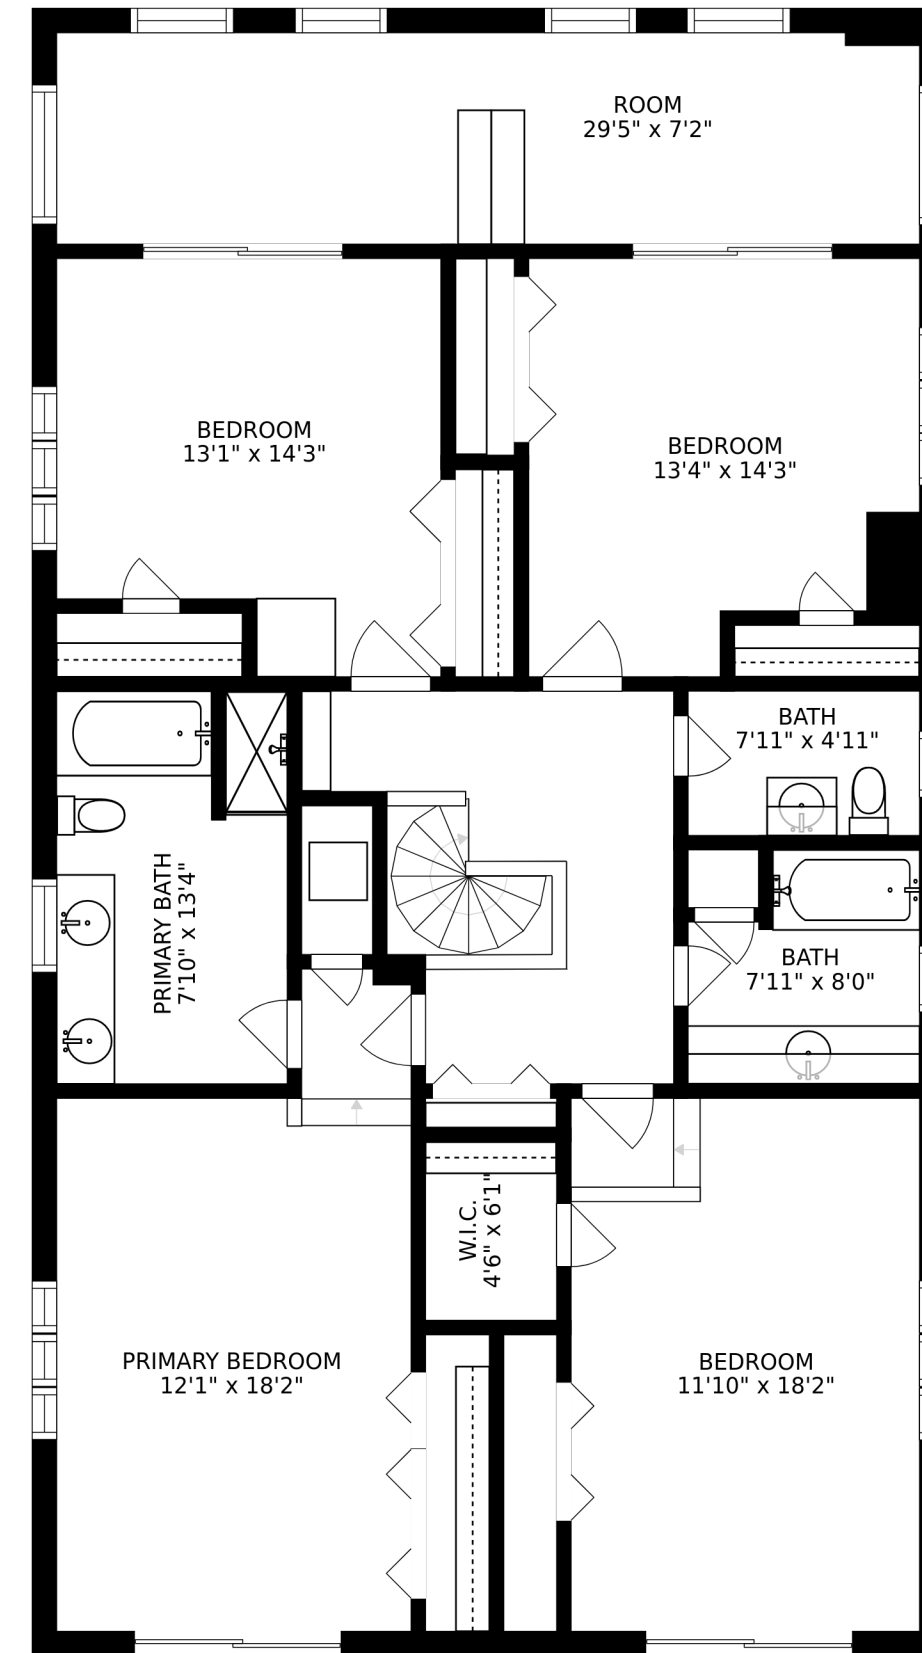 ROOM
29'5" x 7'2"
BEDROOM
13'1" x 14'3"
BEDROOM
13'4" x 14'3"
BATH
7'11" x 4'11"
PRIMARY BATH
7'10" x 13'4"
BATH
7'11" x 8'0"
W.I.C.
4'6" x 6'1"
PRIMARY BEDROOM
12'1" x 18'2"
BEDROOM
11'10" x 18'2"